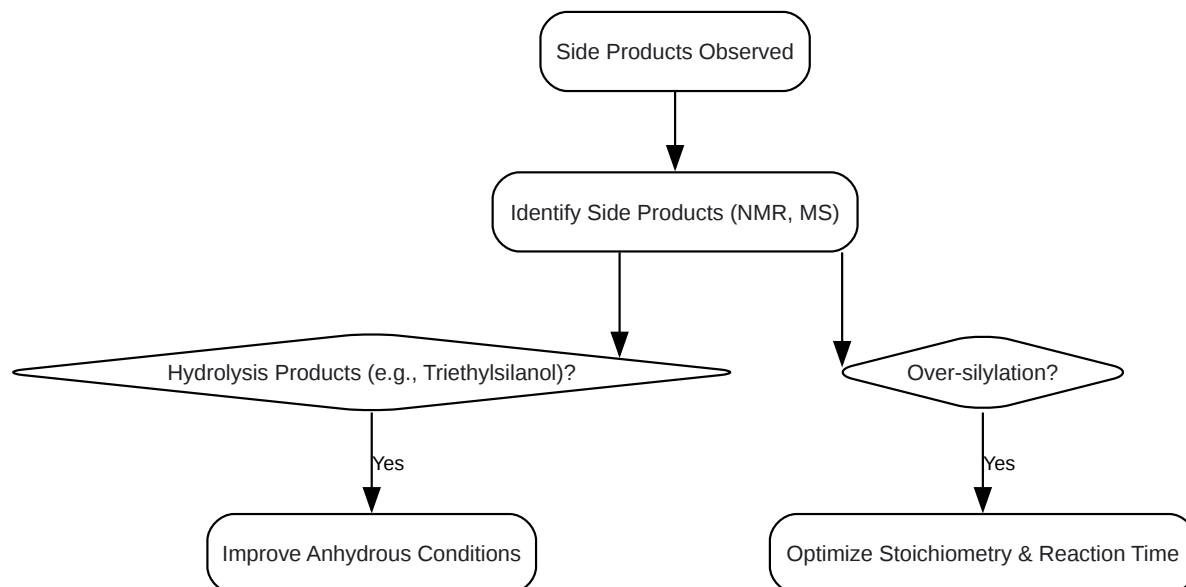 Side Products Observed
Identify Side Products (NMR, MS)
Hydrolysis Products (e.g., Triethylsilanol)?
Over-silylation?
Yes
Yes
Improve Anhydrous Conditions
Optimize Stoichiometry & Reaction Time